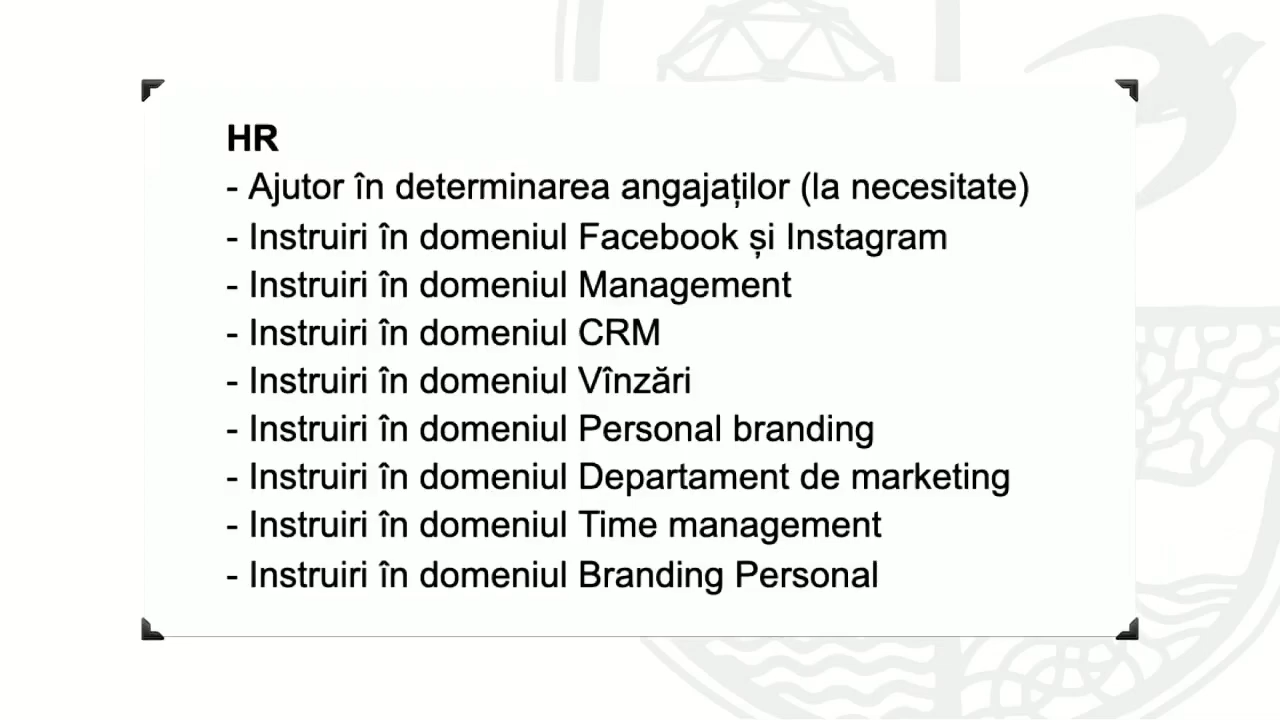 HR
- Ajutor în determinarea angajaților (la necesitate)
- Instruiri în domeniul Facebook și Instagram
- Instruiri în domeniul Management
- Instruiri în domeniul CRM
- Instruiri în domeniul Vînzări
- Instruiri în domeniul Personal branding
- Instruiri în domeniul Departament de marketing
- Instruiri în domeniul Time management
- Instruiri în domeniul Branding Personal